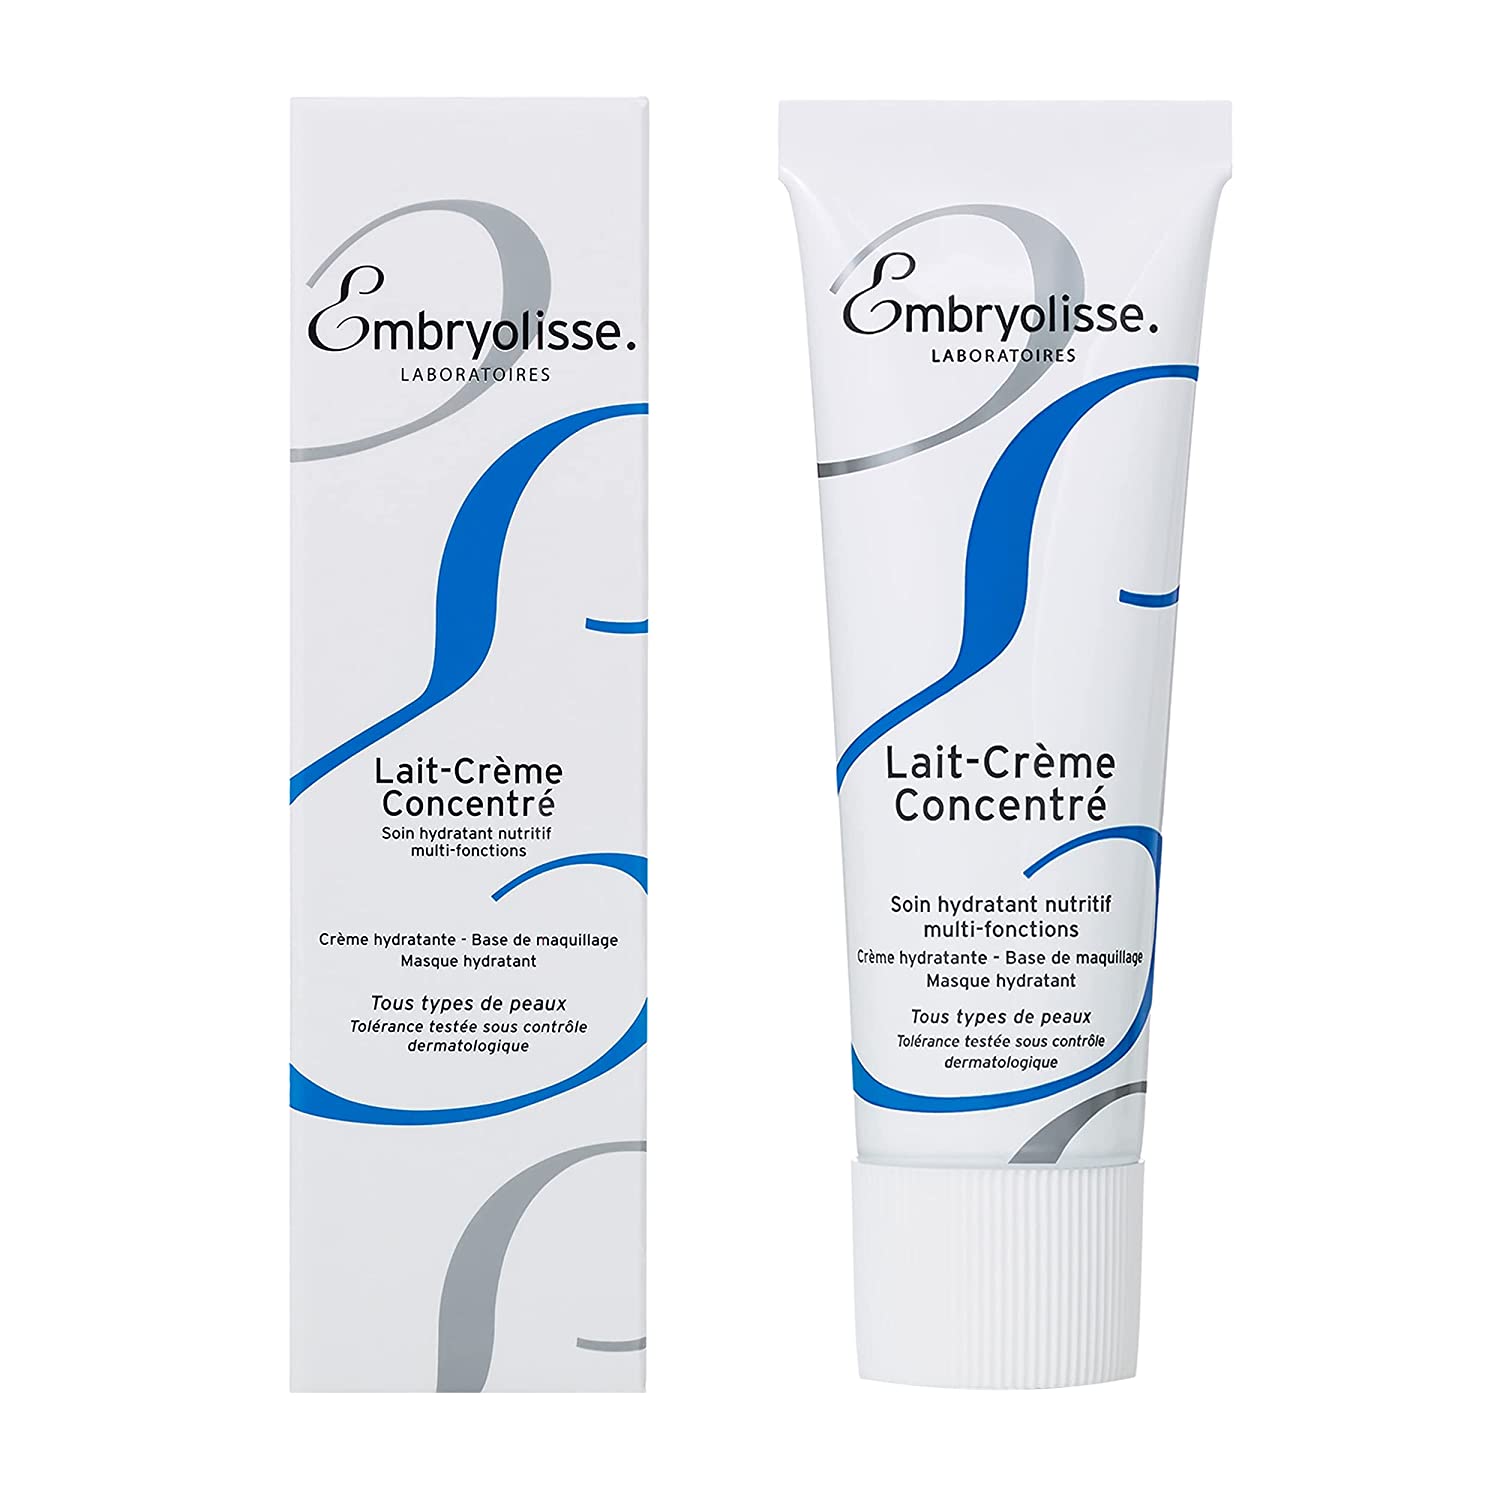 Embryolisse.
LABORATOIRES
Lait-Crème
Concentré
Soin hydratant nutritif
multi-fonctions
Crème hydratante - Base de maquillage
Masque hydratant
Tous types de peaux
Tolérance testée sous contrôle
dermatologique
Embryolisse.
LABORATOIRES
Lait-Crème
Concentré
Soin hydratant nutritif
multi-fonctions
Crème hydratante - Base de maquillage
Masque hydratant
Tous types de peaux
Tolérance testée sous contrôle
dermatologique